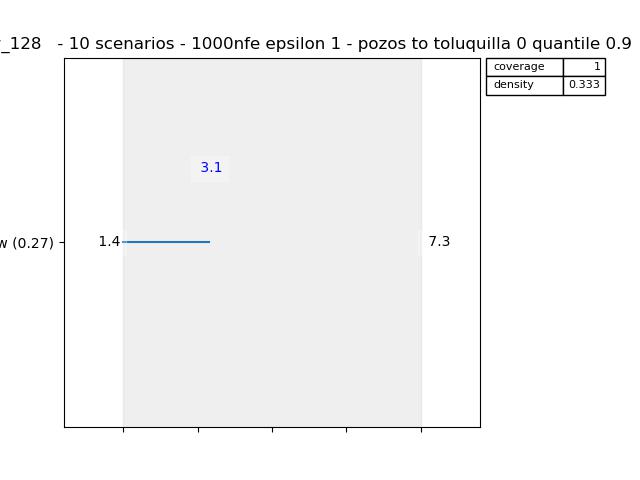 _128   - 10 scenarios - 1000nfe epsilon 1 - pozos to toluquilla 0 quantile 0.9
coverage 1
density 0.333
3.1
(0.27)
1.4
7.3